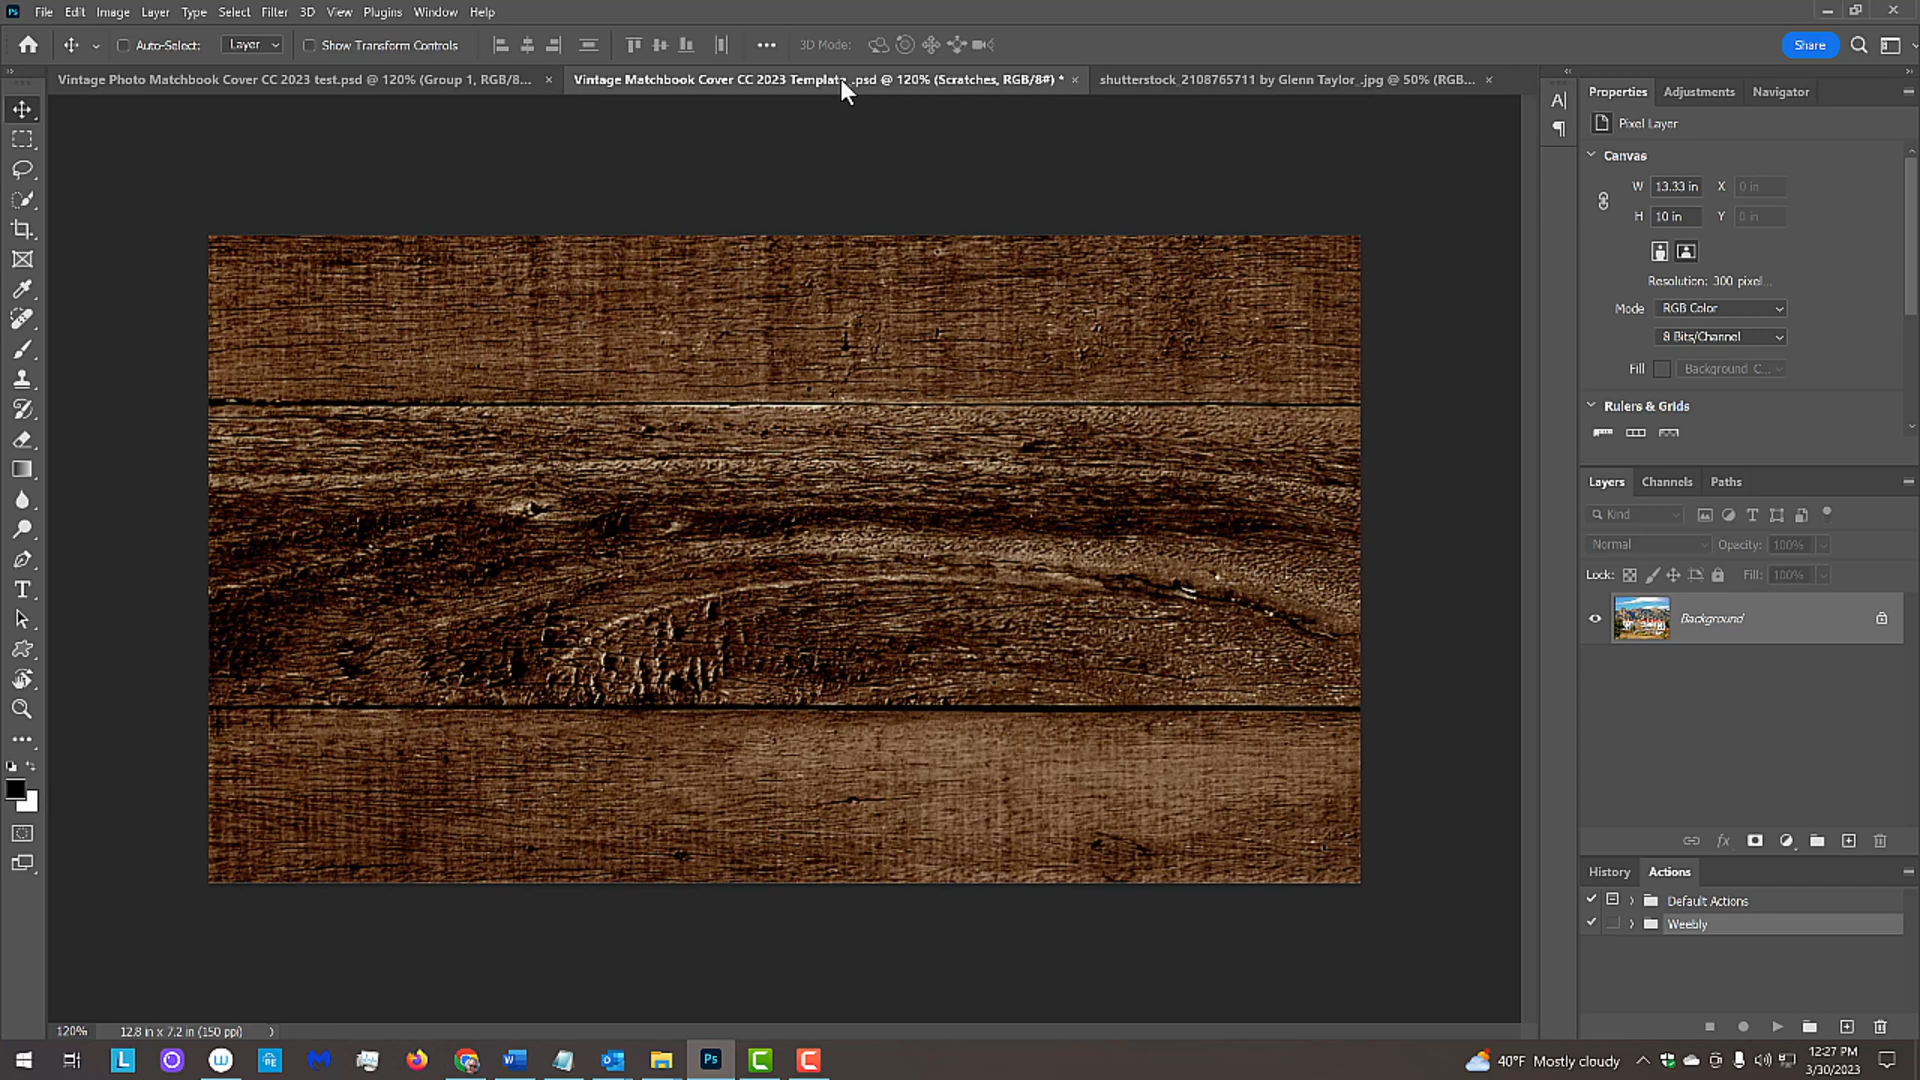 File Edit Image Layer Type Select Filter 3D View Plugins Window Help
Auto-Select: Layer Show Transform Controls 3D Mode: Share
Vintage Photo Matchbook Cover CC 2023 test.psd @ 120% (Group 1, RGB/8... × Vintage Matchbook Cover CC 2023 Template .psd @ 120% (Scratches, RGB/8#) * × shutterstock_2108765711 by Glenn Taylor_.jpg @ 50% (RGB... ×
Properties Adjustments Navigator
Pixel Layer
Canvas
W 13.33 in X 0 in
H 10 in Y 0 in
Resolution: 300 pixel...
Mode RGB Color
8 Bits/Channel
Fill Background C...
Rulers & Grids
Layers Channels Paths
Kind
Normal Opacity: 100%
Lock: Fill: 100%
Background
fx
History Actions
Default Actions
Weebly
120% 12.8 in x 7.2 in (150 ppi)
40°F Mostly cloudy
12:27 PM
3/30/2023